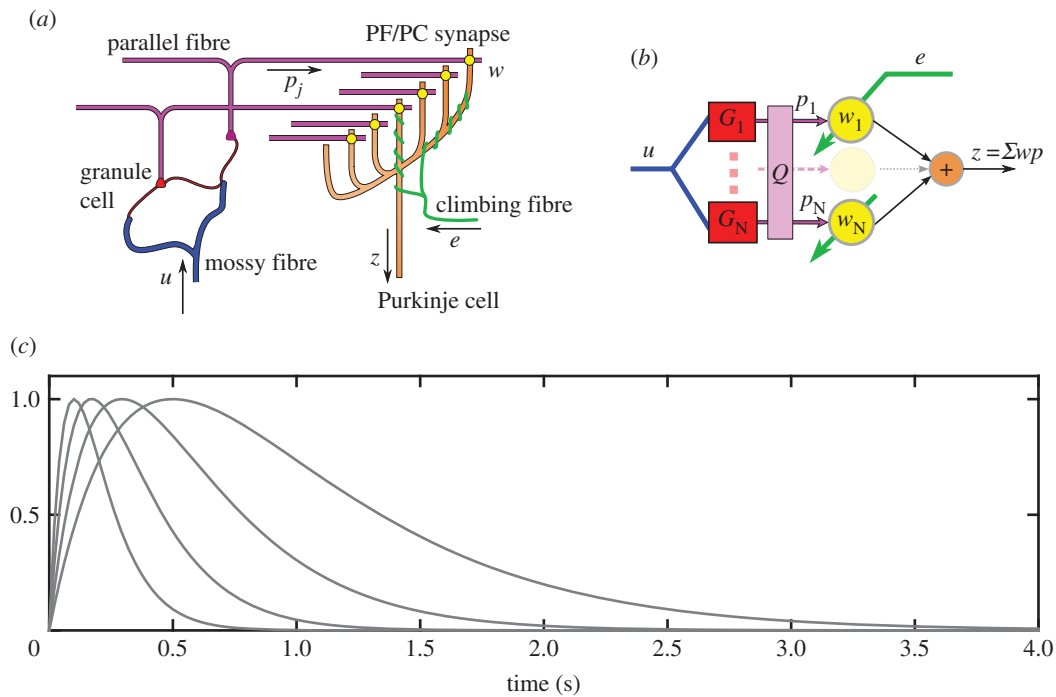 (a)
parallel fibre
PF/PC synapse
w
p_j
granule
cell
climbing fibre
e
mossy fibre
u
z
Purkinje cell
(b)
e
u
G_1
G_N
Q
p_1
p_N
w_1
w_N
+
z = Σwp
(c)
1.0
0.5
0
0 0.5 1.0 1.5 2.0 2.5 3.0 3.5 4.0
time (s)